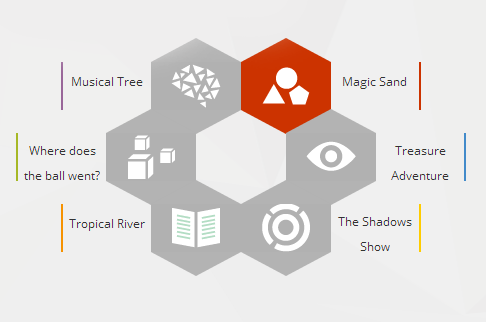 Musical Tree
Magic Sand
Where does
the ball went?
Treasure
Adventure
Tropical River
The Shadows
Show